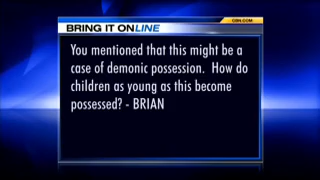 CBN.COM
BRING IT ONLINE
You mentioned that this might be a
case of demonic possession. How do
children as young as this become
possessed? - BRIAN